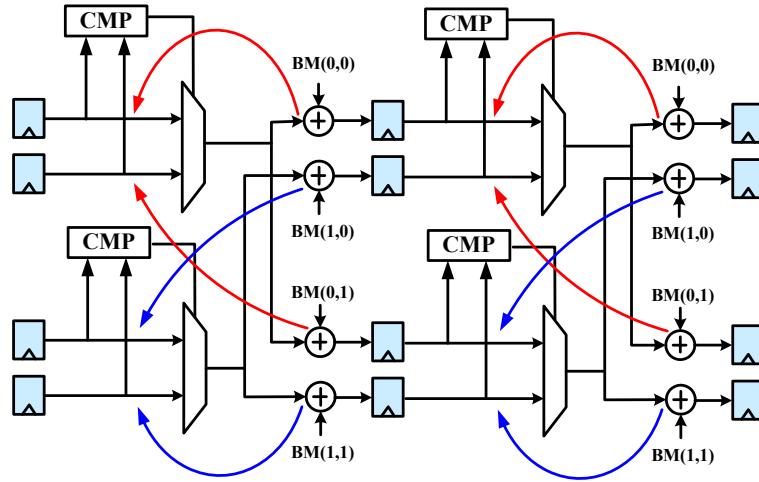 CMP
CMP
BM(0,0)
BM(0,0)
BM(1,0)
BM(1,0)
CMP
CMP
BM(0,1)
BM(0,1)
BM(1,1)
BM(1,1)